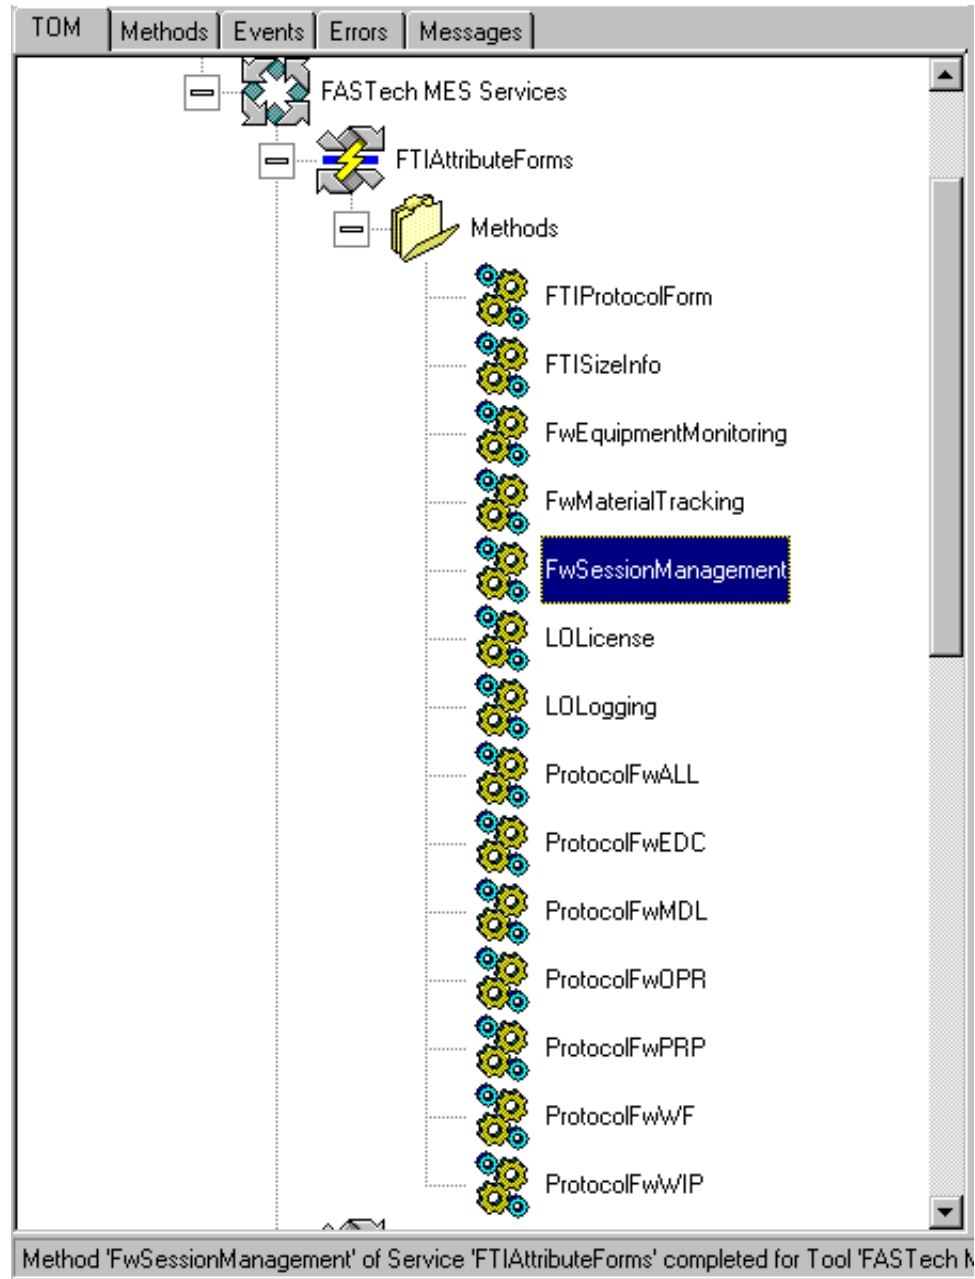 TOM Methods Events Errors Messages
FASTech MES Services
FTIAttributeForms
Methods
FTIProtocolForm
FTISizeInfo
FwEquipmentMonitoring
FwMaterialTracking
FwSessionManagement
LOLicense
LOLogging
ProtocolFwALL
ProtocolFwEDC
ProtocolFwMDL
ProtocolFwOPR
ProtocolFwPRP
ProtocolFwWF
ProtocolFwWIP
Method 'FwSessionManagement' of Service 'FTIAttributeForms' completed for Tool 'FASTech